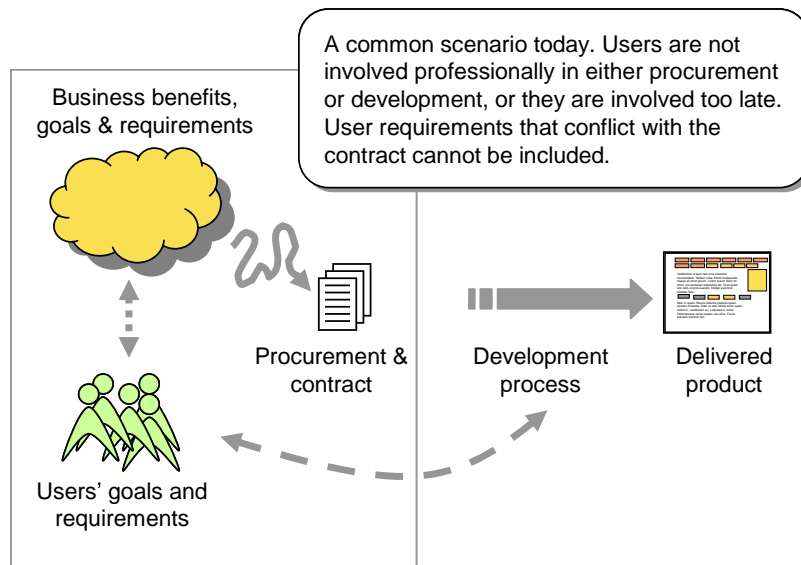 A common scenario today. Users are not
involved professionally in either procurement
or development, or they are involved too late.
User requirements that conflict with the
contract cannot be included.
Business benefits,
goals & requirements
Procurement &
contract
Development
process
Delivered
product
Users’ goals and
requirements